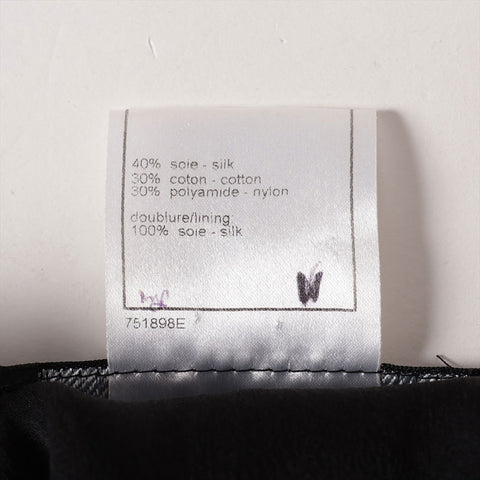 40% soie - silk
30% coton - cotton
30% polyamide - nylon
doublure/lining
100% soie - silk
W
751898E